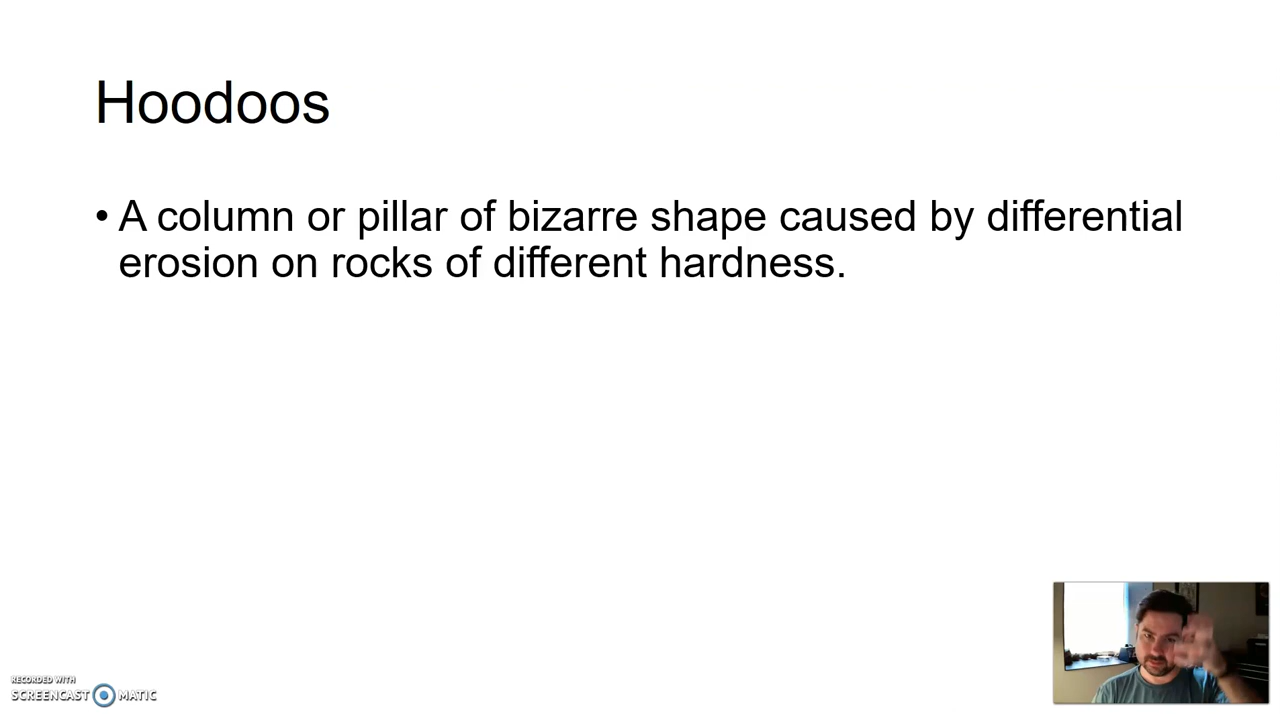 Hoodoos
• A column or pillar of bizarre shape caused by differential
erosion on rocks of different hardness.
RECORDED WITH
SCREENCAST MATIC